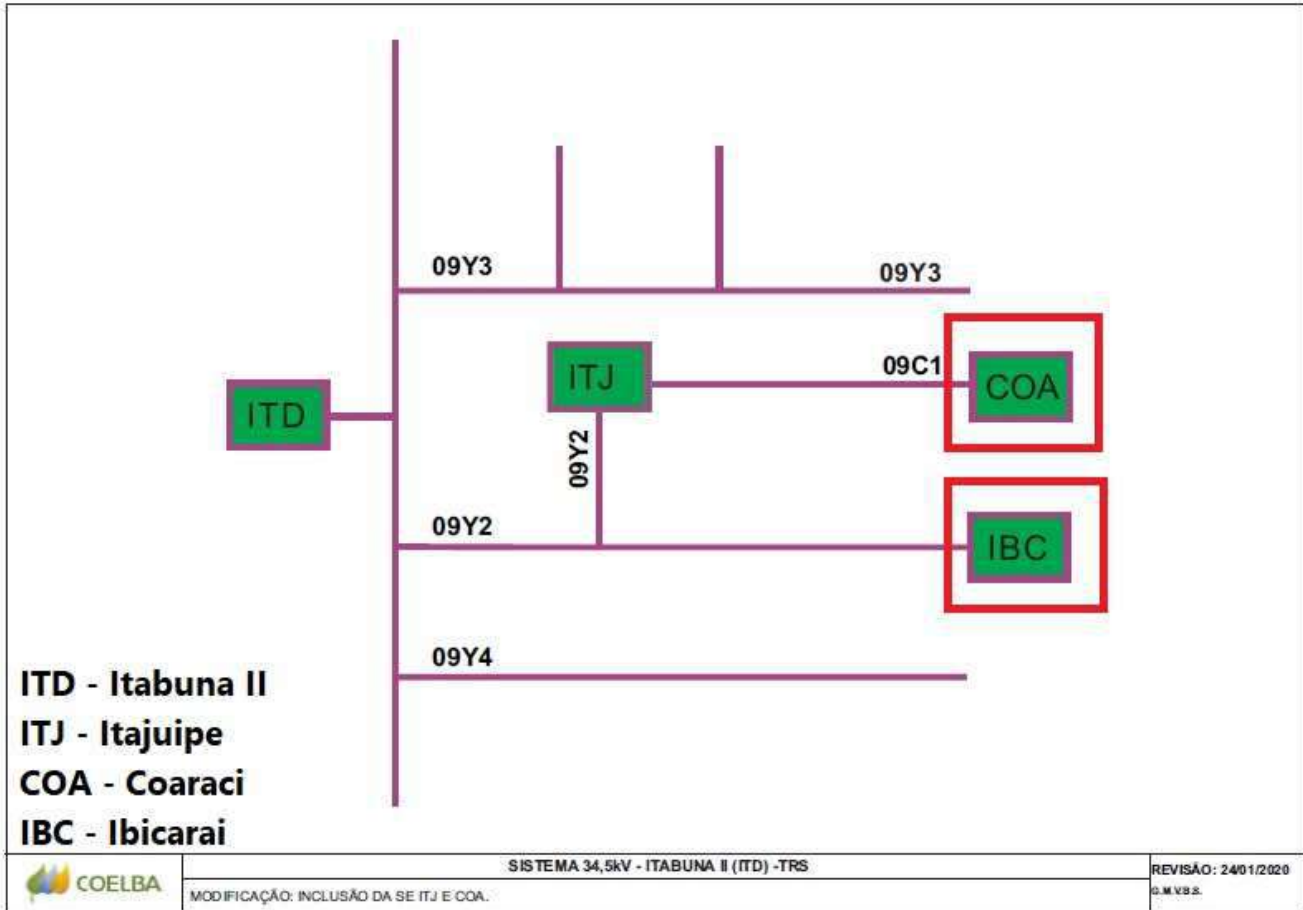 09Y3
09Y3
ITJ
09C1
COA
ITD
09Y2
09Y2
IBC
09Y4
ITD - Itabuna II
ITJ - Itajuipe
COA - Coaraci
IBC - Ibicarai
COELBA
SISTEMA 34,5kV - ITABUNA II (ITD) -TRS
MODIFICAÇÃO: INCLUSÃO DA SE ITJ E COA.
REVISÃO: 24/01/2020
G.M.V.B.S.